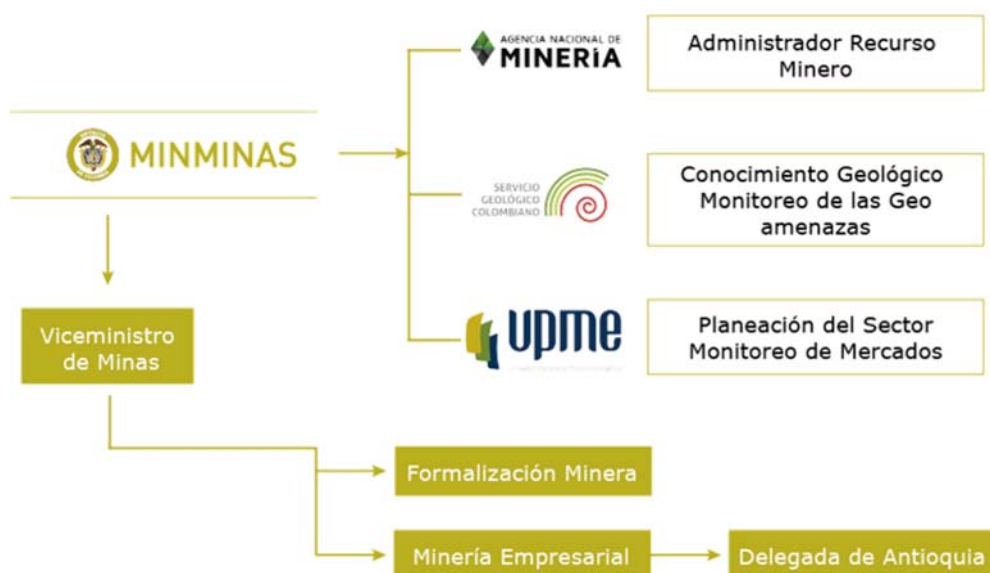 AGENCIA NACIONAL DE
MINERÍA
Administrador Recurso
Minero
MINMINAS
SERVICIO
GEOLÓGICO
COLOMBIANO
Conocimiento Geológico
Monitoreo de las Geo
amenazas
upme
Planeación del Sector
Monitoreo de Mercados
Viceministro
de Minas
Formalización Minera
Minería Empresarial
Delegada de Antioquia